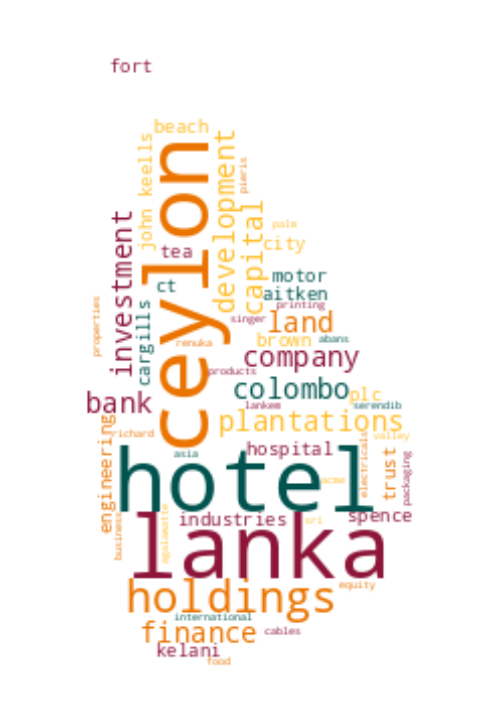 fort
beach
john keells
development
pieris
ceylon
capital
palm
city
investment
tea
ct
motor
aitken
printing
properties
cargills
singer
land
renuka
brown
abans
company
products
colombo
plc
bank
lankem
serendib
plantations
richard
valley
engineering
hospital
electricals
trust
packaging
asia
hotel
acme
business
agalawatte
industries
sri
spence
lanka
holdings
equity
international
finance
cables
kelani
food